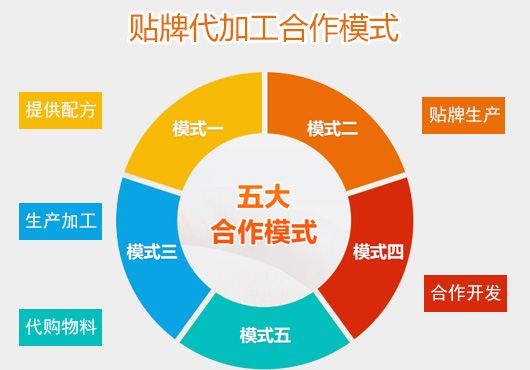 贴牌代加工合作模式
提供配方
贴牌生产
模式一
模式二
五大
合作模式
生产加工
模式三
模式四
合作开发
代购物料
模式五